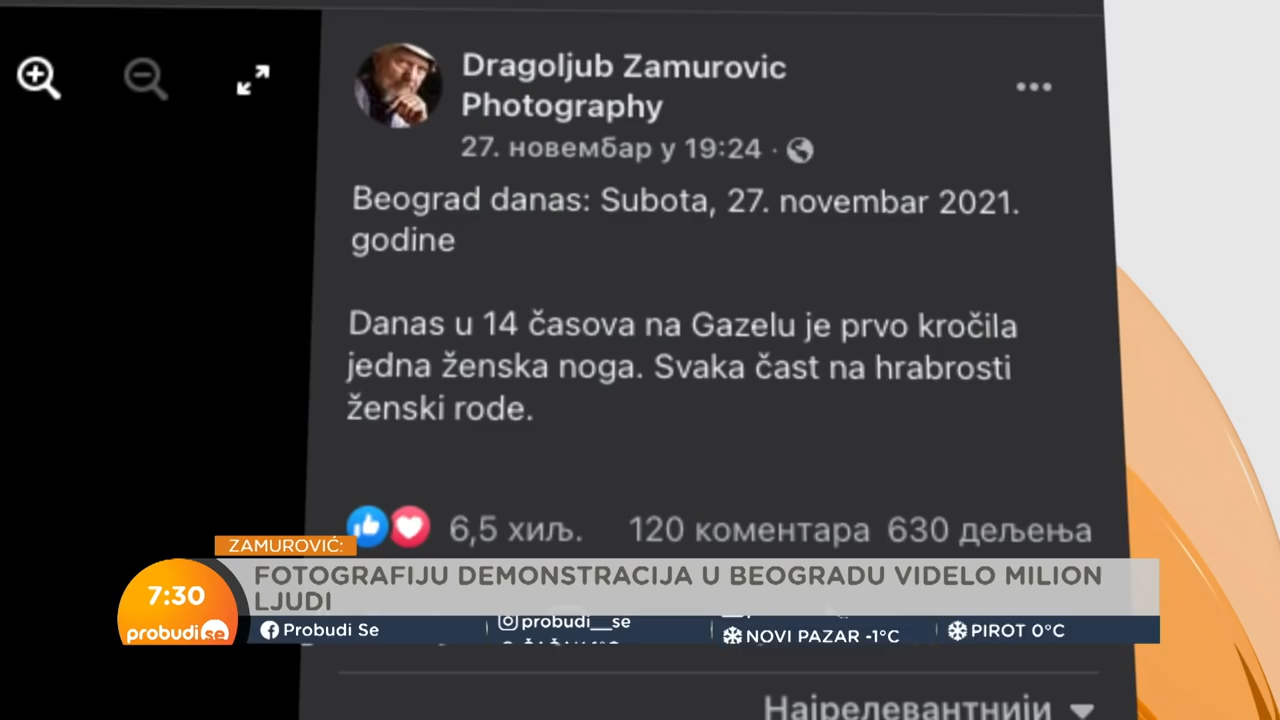 Dragoljub Zamurovic
Photography
27. новембар у 19:24 ·
Beograd danas: Subota, 27. novembar 2021.
godine
Danas u 14 časova na Gazelu je prvo kročila
jedna ženska noga. Svaka čast na hrabrosti
ženski rode.
6,5 хиљ. 120 коментара 630 дељења
ZAMUROVIĆ:
FOTOGRAFIJU DEMONSTRACIJA U BEOGRADU VIDELO MILION
LJUDI
7:30
probudi se
Probudi Se
probudi__se
NOVI PAZAR -1°C
PIROT 0°C
Најрелевантнији